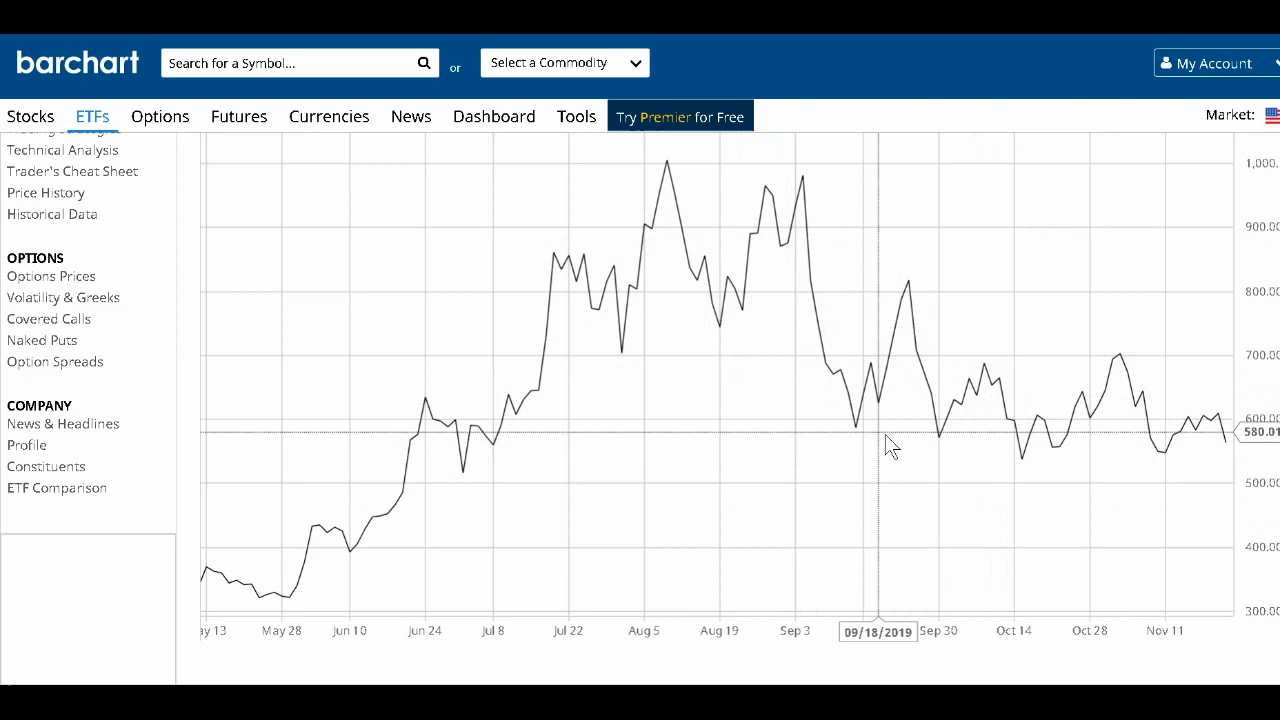 barchart
Search for a Symbol...
or
Select a Commodity
My Account
Stocks
ETFs
Options
Futures
Currencies
News
Dashboard
Tools
Try Premier for Free
Market:
Technical Analysis
Trader's Cheat Sheet
Price History
Historical Data
OPTIONS
Options Prices
Volatility & Greeks
Covered Calls
Naked Puts
Option Spreads
COMPANY
News & Headlines
Profile
Constituents
ETF Comparison
1,000.
900.00
800.00
700.00
600.00
580.01
500.00
400.00
300.00
ay 13
May 28
Jun 10
Jun 24
Jul 8
Jul 22
Aug 5
Aug 19
Sep 3
09/18/2019
Sep 30
Oct 14
Oct 28
Nov 11